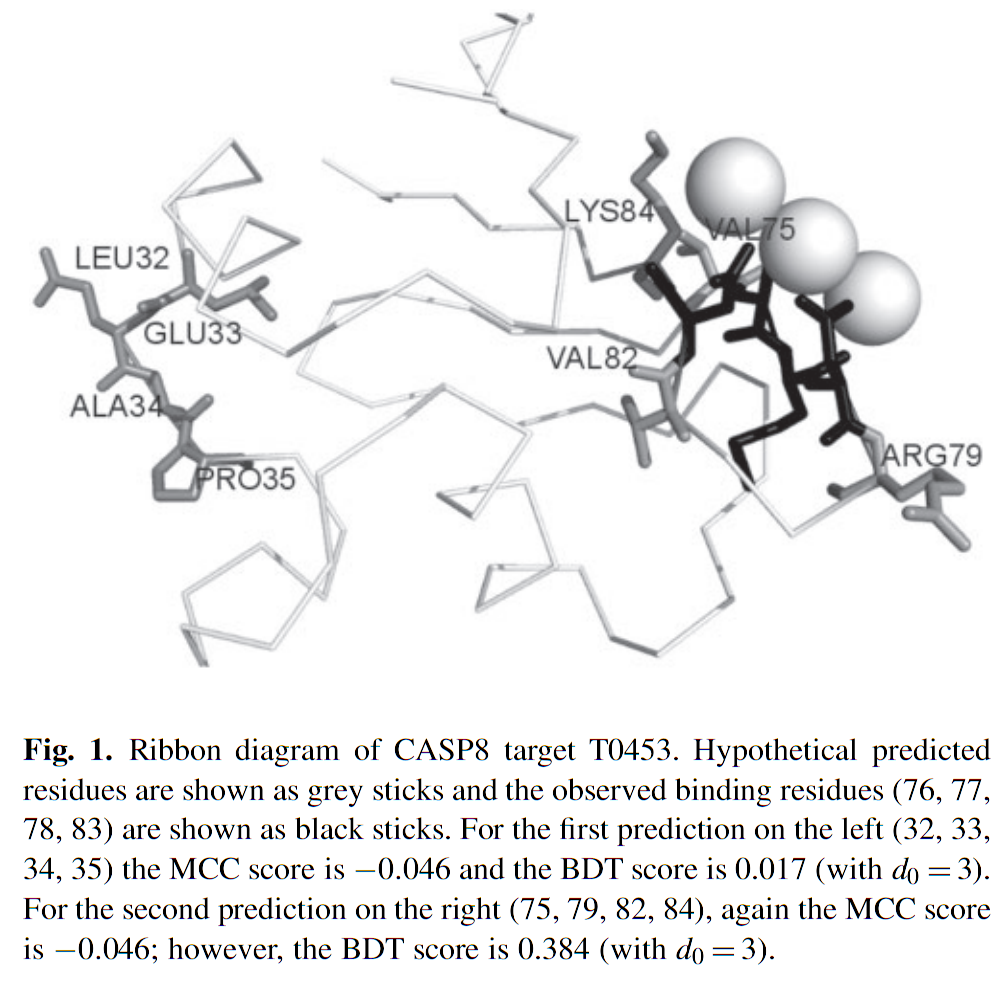 LYS84
VAL75
LEU32
GLU33
VAL82
ALA34
ARG79
PRO35
Fig. 1. Ribbon diagram of CASP8 target T0453. Hypothetical predicted
residues are shown as grey sticks and the observed binding residues (76, 77,
78, 83) are shown as black sticks. For the first prediction on the left (32, 33,
34, 35) the MCC score is −0.046 and the BDT score is 0.017 (with d₀ = 3).
For the second prediction on the right (75, 79, 82, 84), again the MCC score
is −0.046; however, the BDT score is 0.384 (with d₀ = 3).